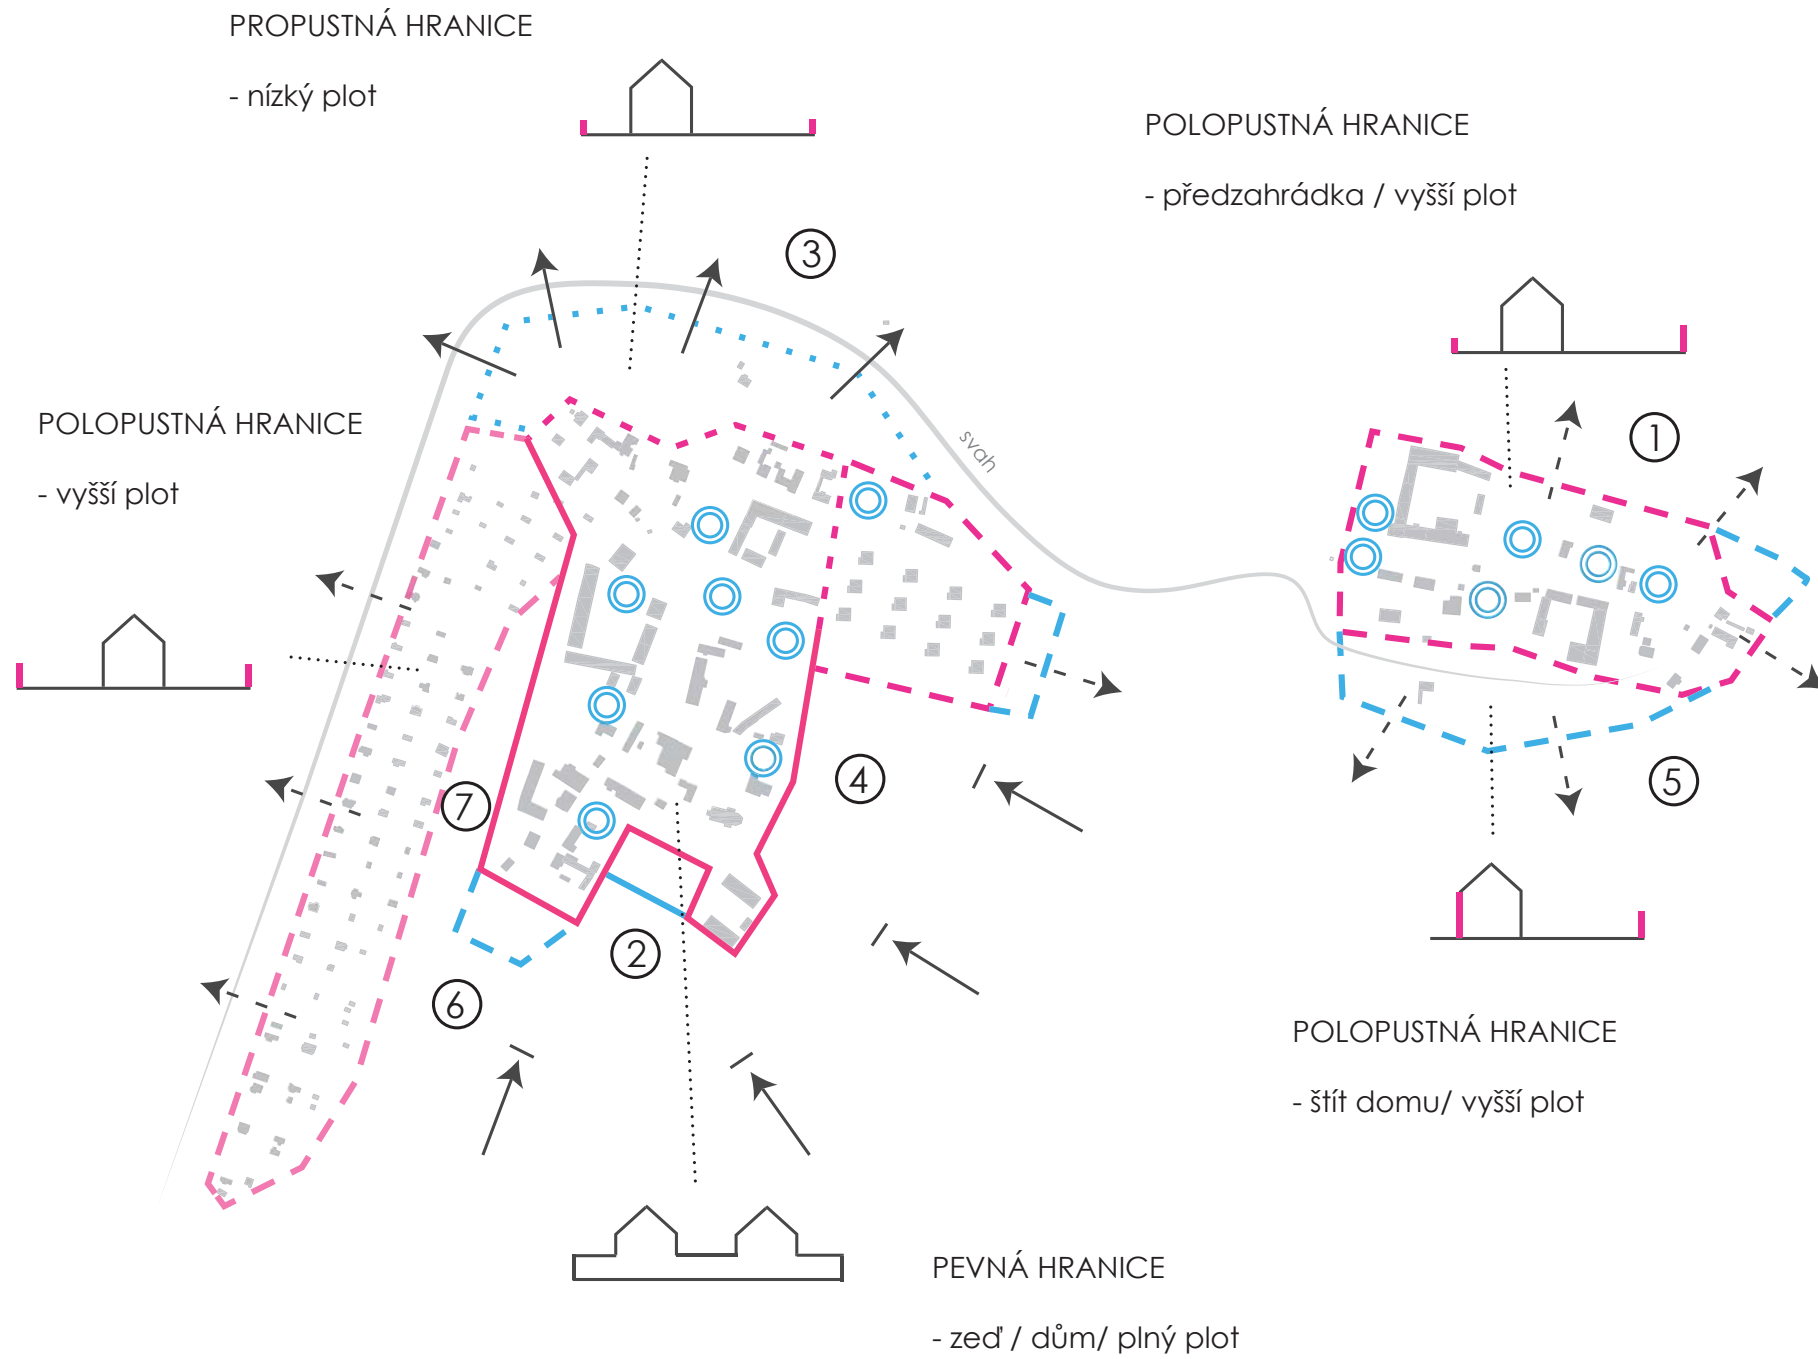 PROPUSTNÁ HRANICE
- nízký plot
POLOPUSTNÁ HRANICE
- předzahrádka / vyšší plot
3
POLOPUSTNÁ HRANICE
- vyšší plot
svah
1
7
4
5
2
6
POLOPUSTNÁ HRANICE
- štít domu/ vyšší plot
PEVNÁ HRANICE
- zeď / dům/ plný plot